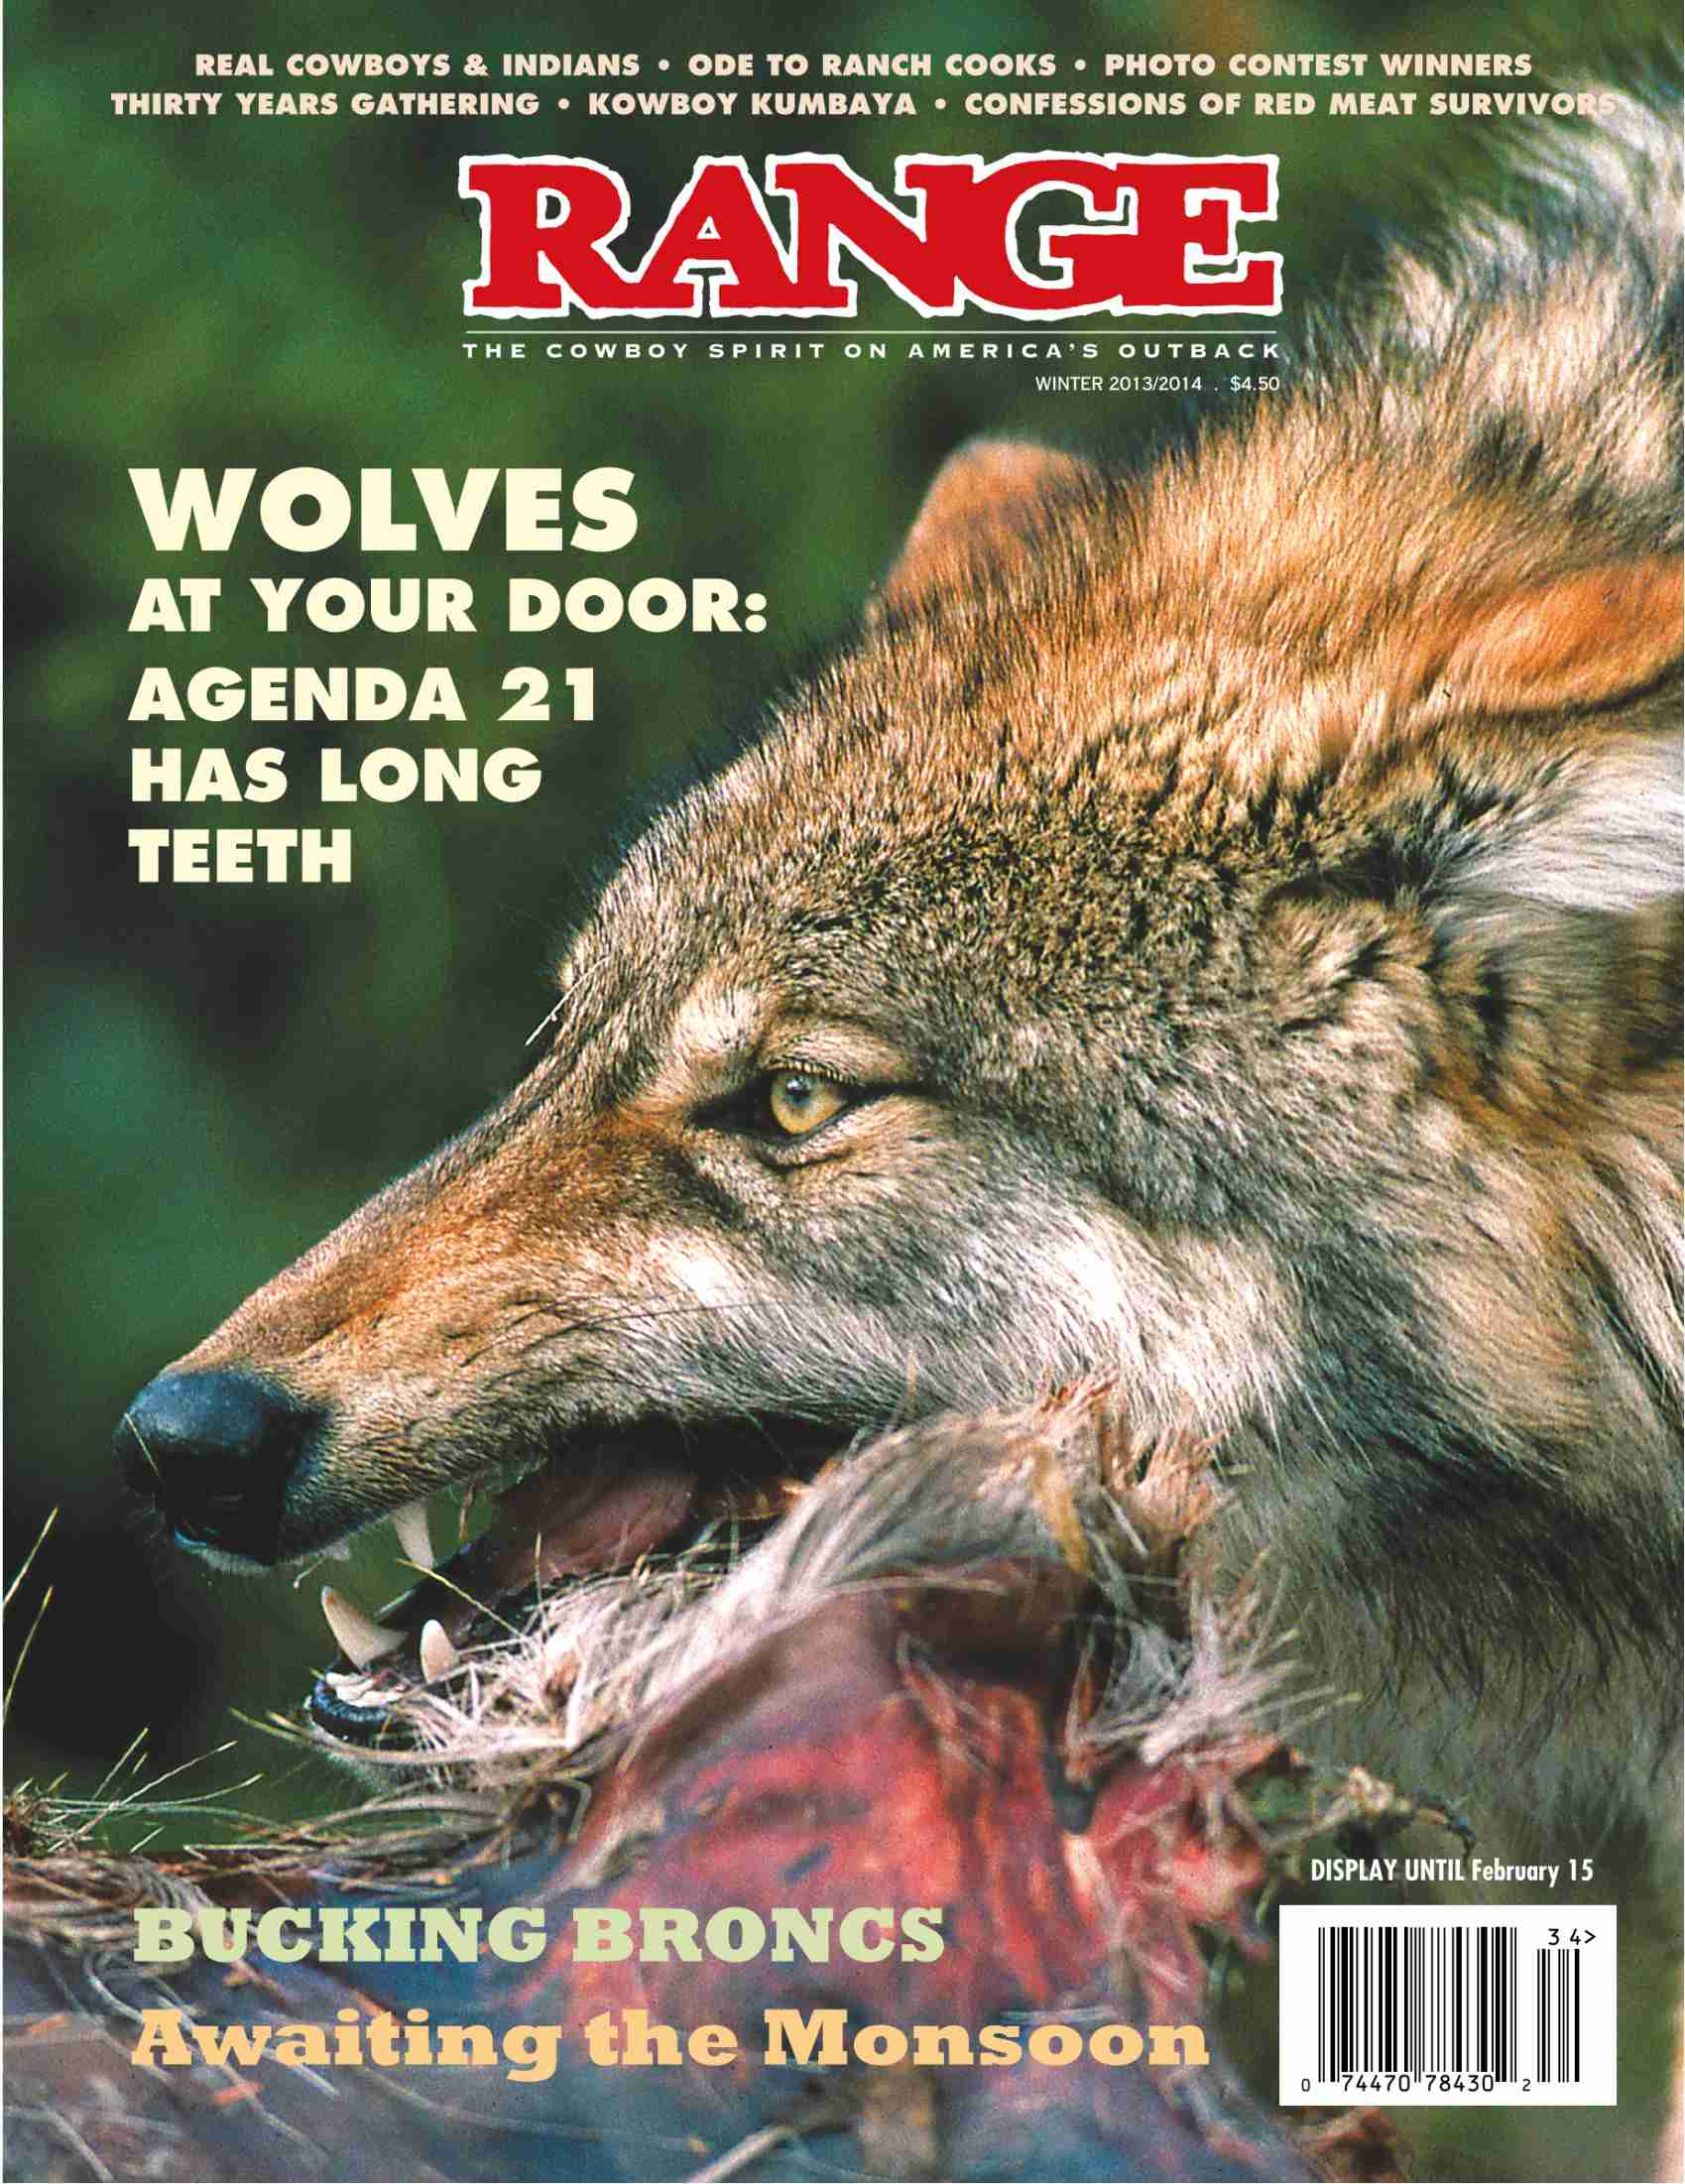 REAL COWBOYS & INDIANS • ODE TO RANCH COOKS • PHOTO CONTEST WINNERS
THIRTY YEARS GATHERING • KOWBOY KUMBAYA • CONFESSIONS OF RED MEAT SURVIVORS
RANGE
THE COWBOY SPIRIT ON AMERICA'S OUTBACK
WINTER 2013/2014 . $4.50
WOLVES
AT YOUR DOOR:
AGENDA 21
HAS LONG
TEETH
DISPLAY UNTIL February 15
BUCKING BRONCS
Awaiting the Monsoon
34>
0 74470 78430 2